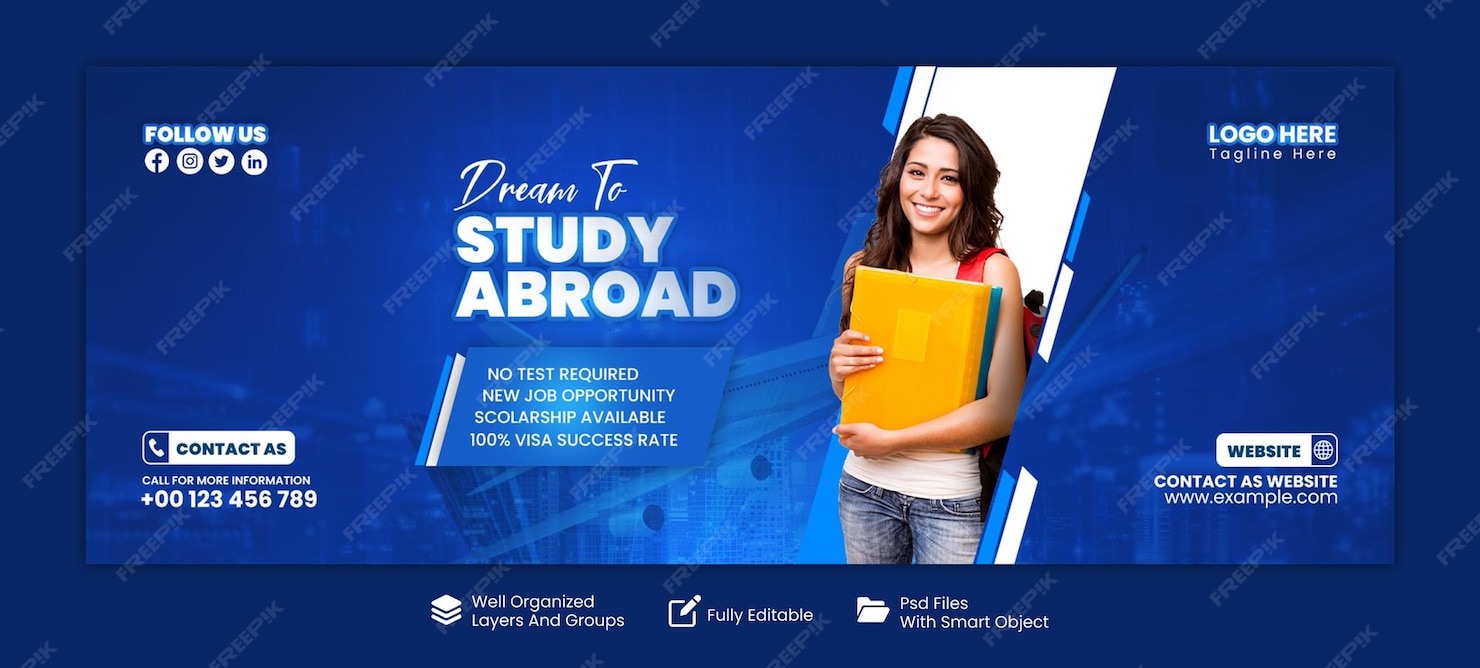 FOLLOW US
Dream To
STUDY
ABROAD
NO TEST REQUIRED
NEW JOB OPPORTUNITY
SCOLARSHIP AVAILABLE
100% VISA SUCCESS RATE
CONTACT AS
CALL FOR MORE INFORMATION
+00 123 456 789
LOGO HERE
Tagline Here
WEBSITE
CONTACT AS WEBSITE
www.example.com
Well Organized
Layers And Groups
Fully Editable
Psd Files
With Smart Object
FREEPIK